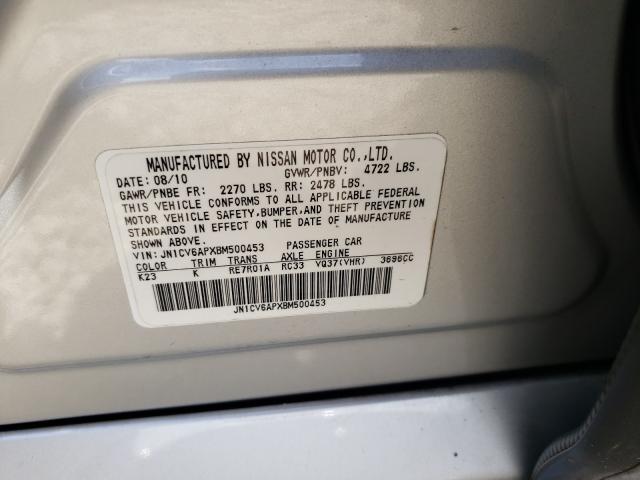 MANUFACTURED BY NISSAN MOTOR CO.,LTD.
DATE: 08/10 GVWR/PNBV: 4722 LBS.
GAWR/PNBE FR: 2270 LBS. RR: 2478 LBS.
THIS VEHICLE CONFORMS TO ALL APPLICABLE FEDERAL
MOTOR VEHICLE SAFETY, BUMPER, AND THEFT PREVENTION
STANDARDS IN EFFECT ON THE DATE OF MANUFACTURE
SHOWN ABOVE.
VIN: JN1CV6APXBM500453 PASSENGER CAR
COLOR TRIM TRANS AXLE ENGINE
K23 K RE7R01A RC33 VQ37(VHR) 3696CC
JN1CV6APXBM500453